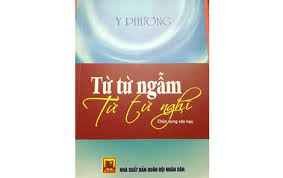 Y PHƯƠNG
Từ từ ngẫm
Từ từ nghĩ
Chân dung văn học
NHÀ XUẤT BẢN QUÂN ĐỘI NHÂN DÂN